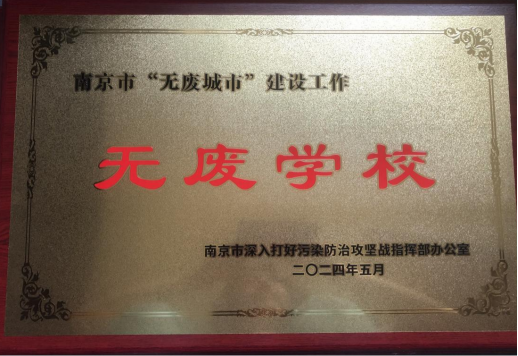 南京市“无废城市”建设工作
无废学校
南京市深入打好污染防治攻坚战指挥部办公室
二〇二四年五月